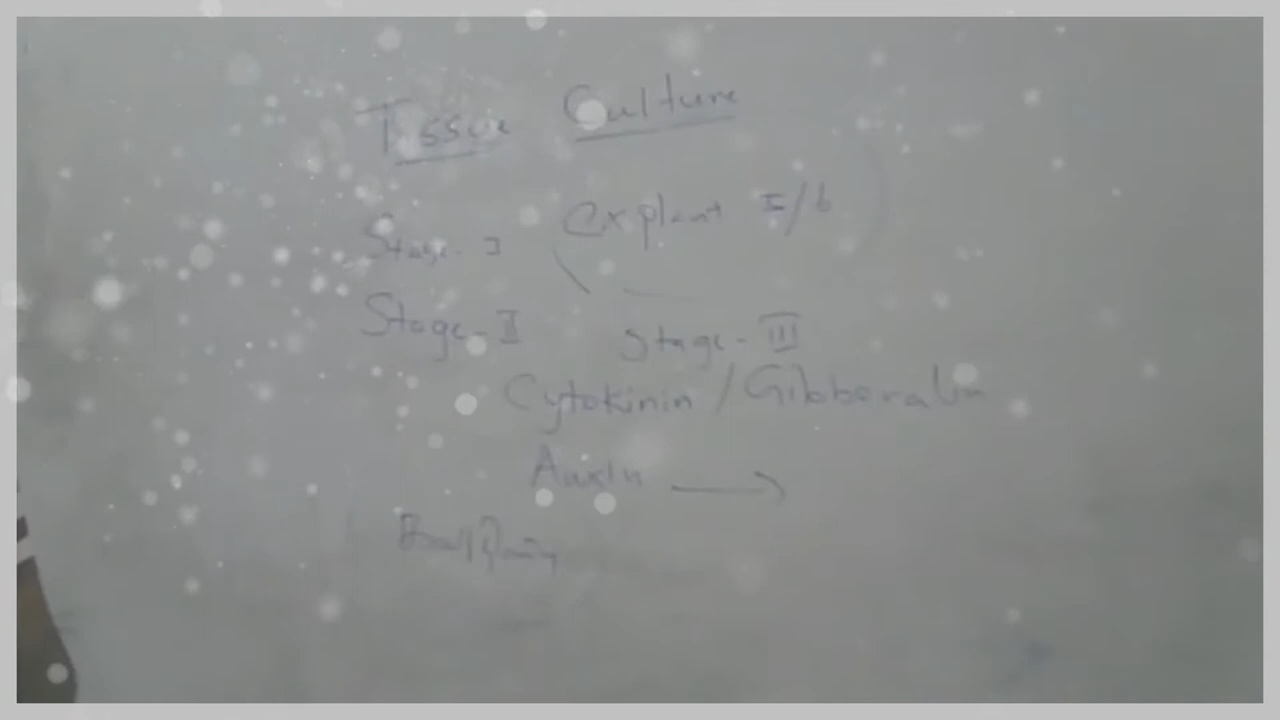 Tissue Culture
Stage - I Explant I/b
Stage - II Stage - III
Cytokinin / Gibberalin
Auxin